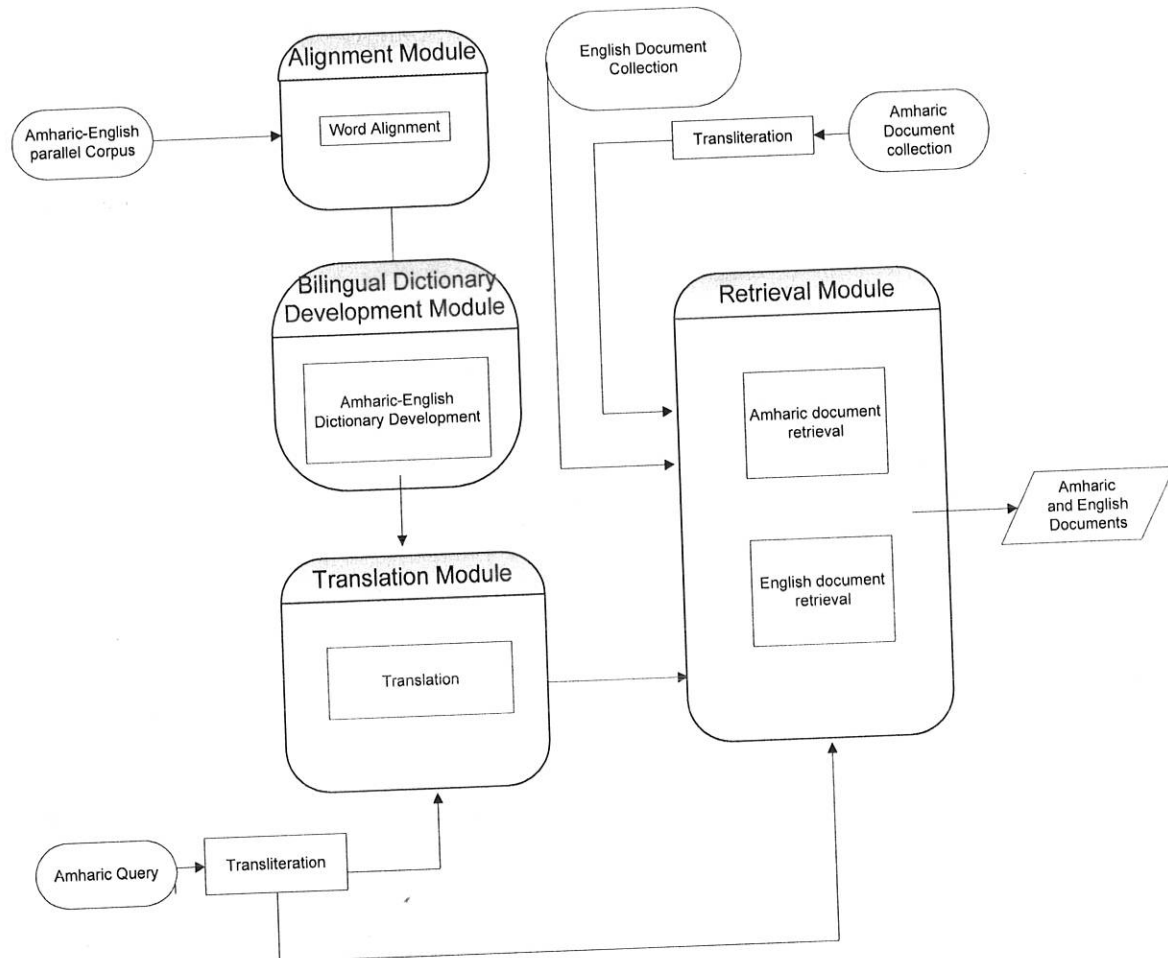 Alignment Module
Word Alignment
Amharic-English
parallel Corpus
English Document
Collection
Transliteration
Amharic
Document
collection
Bilingual Dictionary
Development Module
Amharic-English
Dictionary Development
Retrieval Module
Amharic document
retrieval
English document
retrieval
Amharic
and English
Documents
Translation Module
Translation
Amharic Query
Transliteration